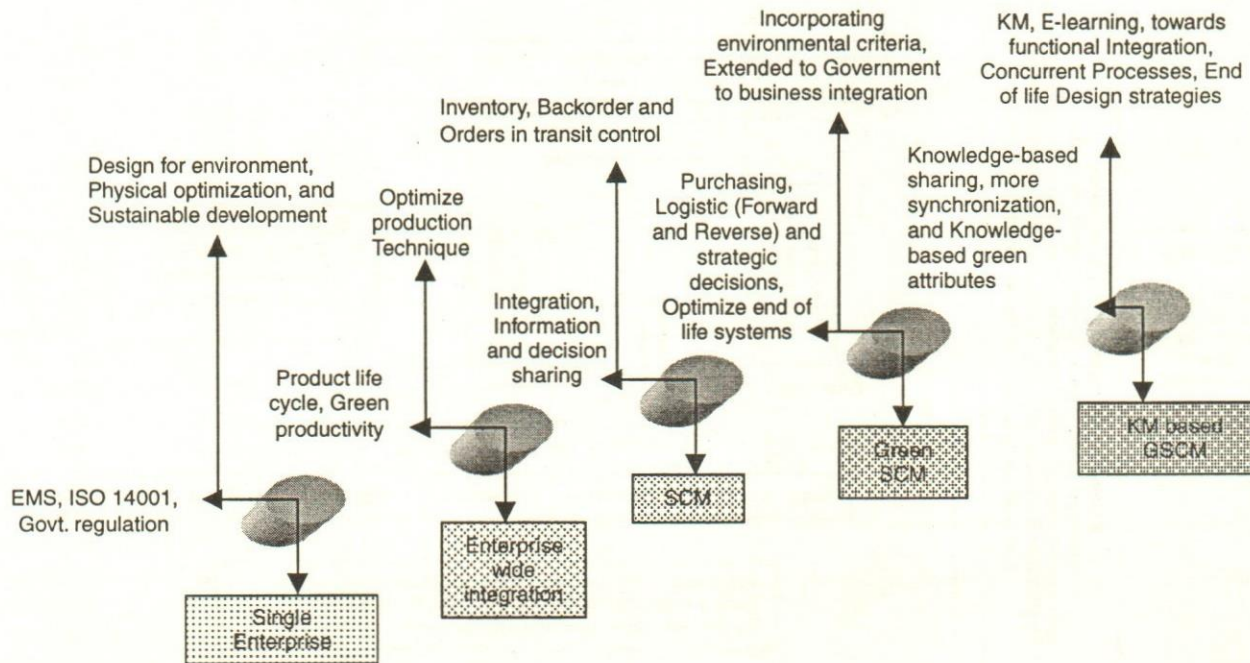 EMS, ISO 14001,
Govt. regulation
Design for environment,
Physical optimization, and
Sustainable development
Single
Enterprise
Product life
cycle, Green
productivity
Optimize
production
Technique
Enterprise
wide
integration
Integration,
Information
and decision
sharing
Inventory, Backorder and
Orders in transit control
SCM
Purchasing,
Logistic (Forward
and Reverse) and
strategic
decisions,
Optimize end of
life systems
Incorporating
environmental criteria,
Extended to Government
to business integration
Green
SCM
Knowledge-based
sharing, more
synchronization,
and Knowledge-
based green
attributes
KM, E-learning, towards
functional Integration,
Concurrent Processes, End
of life Design strategies
KM based
GSCM